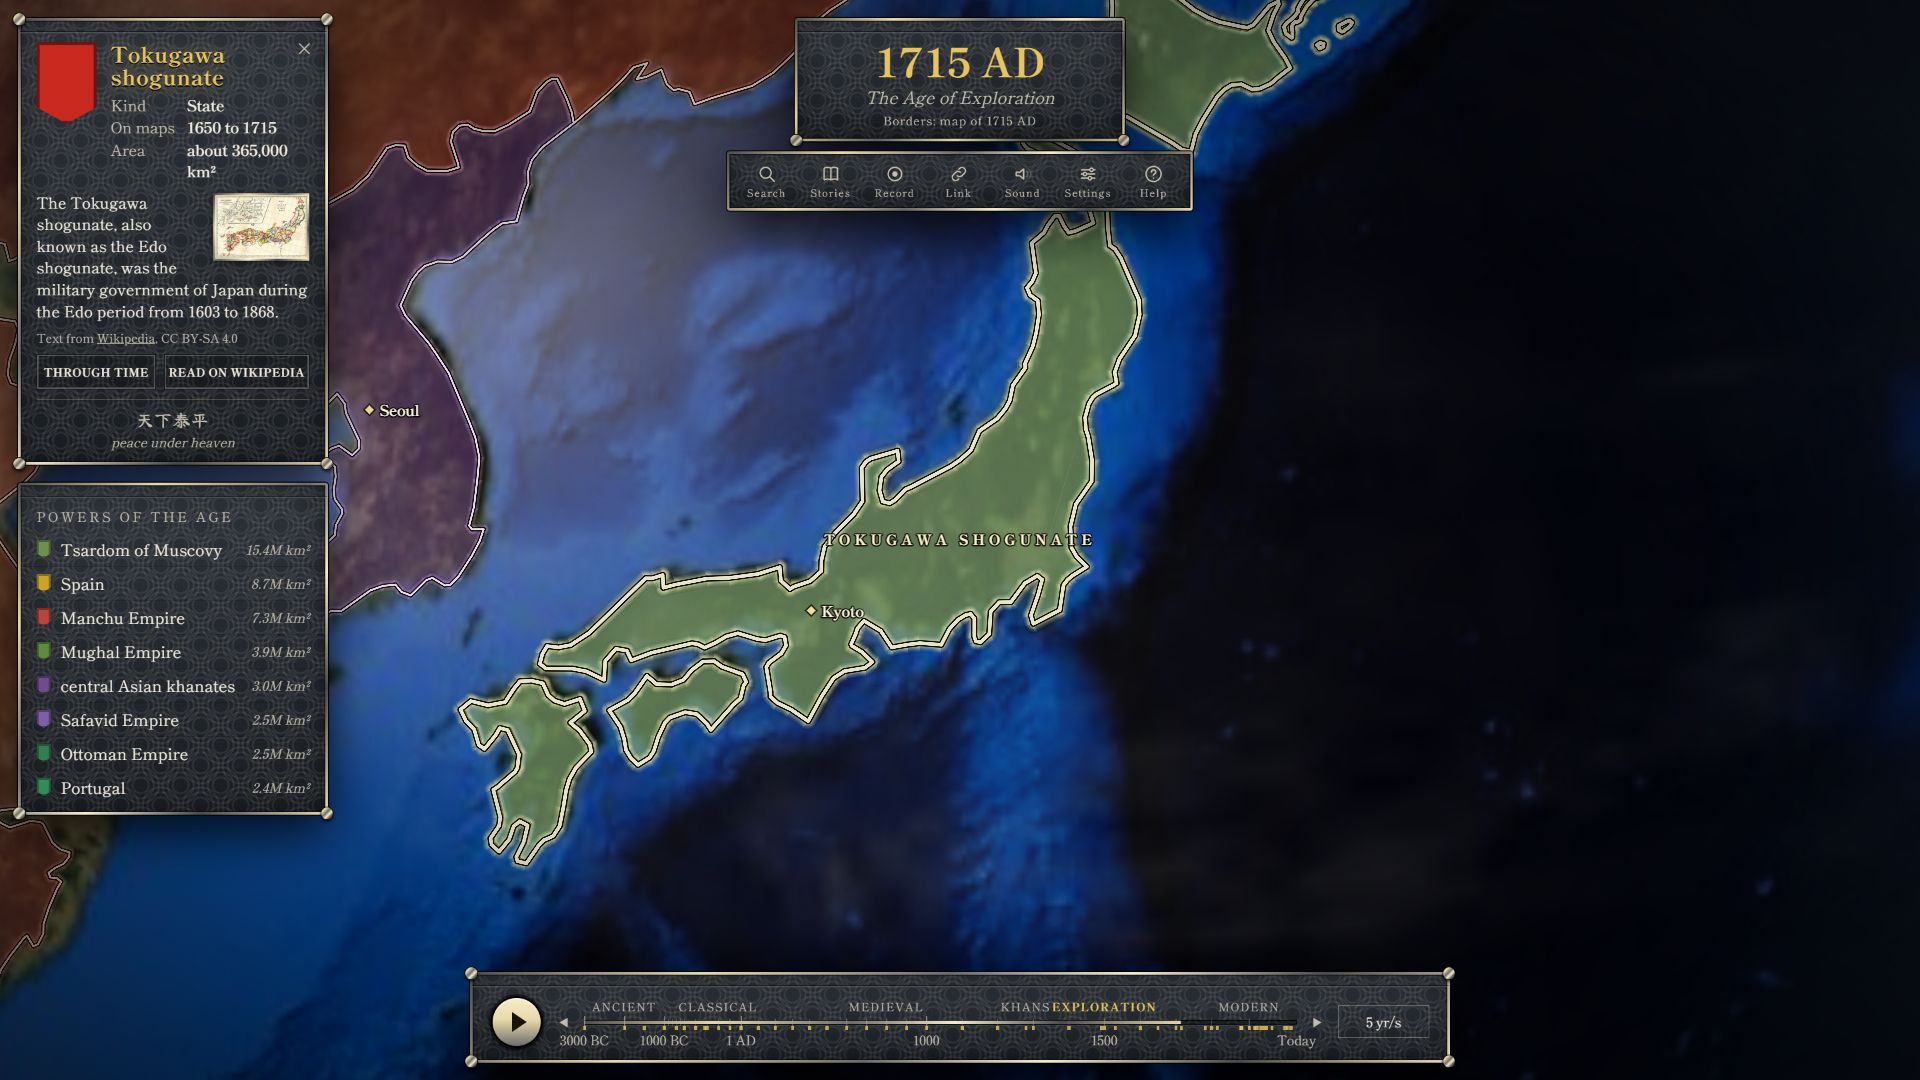 Tokugawa
shogunate
Kind State
On maps 1650 to 1715
Area about 365,000
km²
The Tokugawa
shogunate, also
known as the Edo
shogunate, was the
military government of Japan during
the Edo period from 1603 to 1868.
Text from Wikipedia, CC BY-SA 4.0
THROUGH TIME READ ON WIKIPEDIA
天下泰平
peace under heaven
POWERS OF THE AGE
Tsardom of Muscovy 15.4M km²
Spain 8.7M km²
Manchu Empire 7.3M km²
Mughal Empire 3.9M km²
central Asian khanates 3.0M km²
Safavid Empire 2.5M km²
Ottoman Empire 2.5M km²
Portugal 2.4M km²
1715 AD
The Age of Exploration
Borders: map of 1715 AD
Search Stories Record Link Sound Settings Help
Seoul
TOKUGAWA SHOGUNATE
Kyoto
ANCIENT CLASSICAL MEDIEVAL KHANS EXPLORATION MODERN
3000 BC 1000 BC 1 AD 1000 1500 Today
5 yr/s